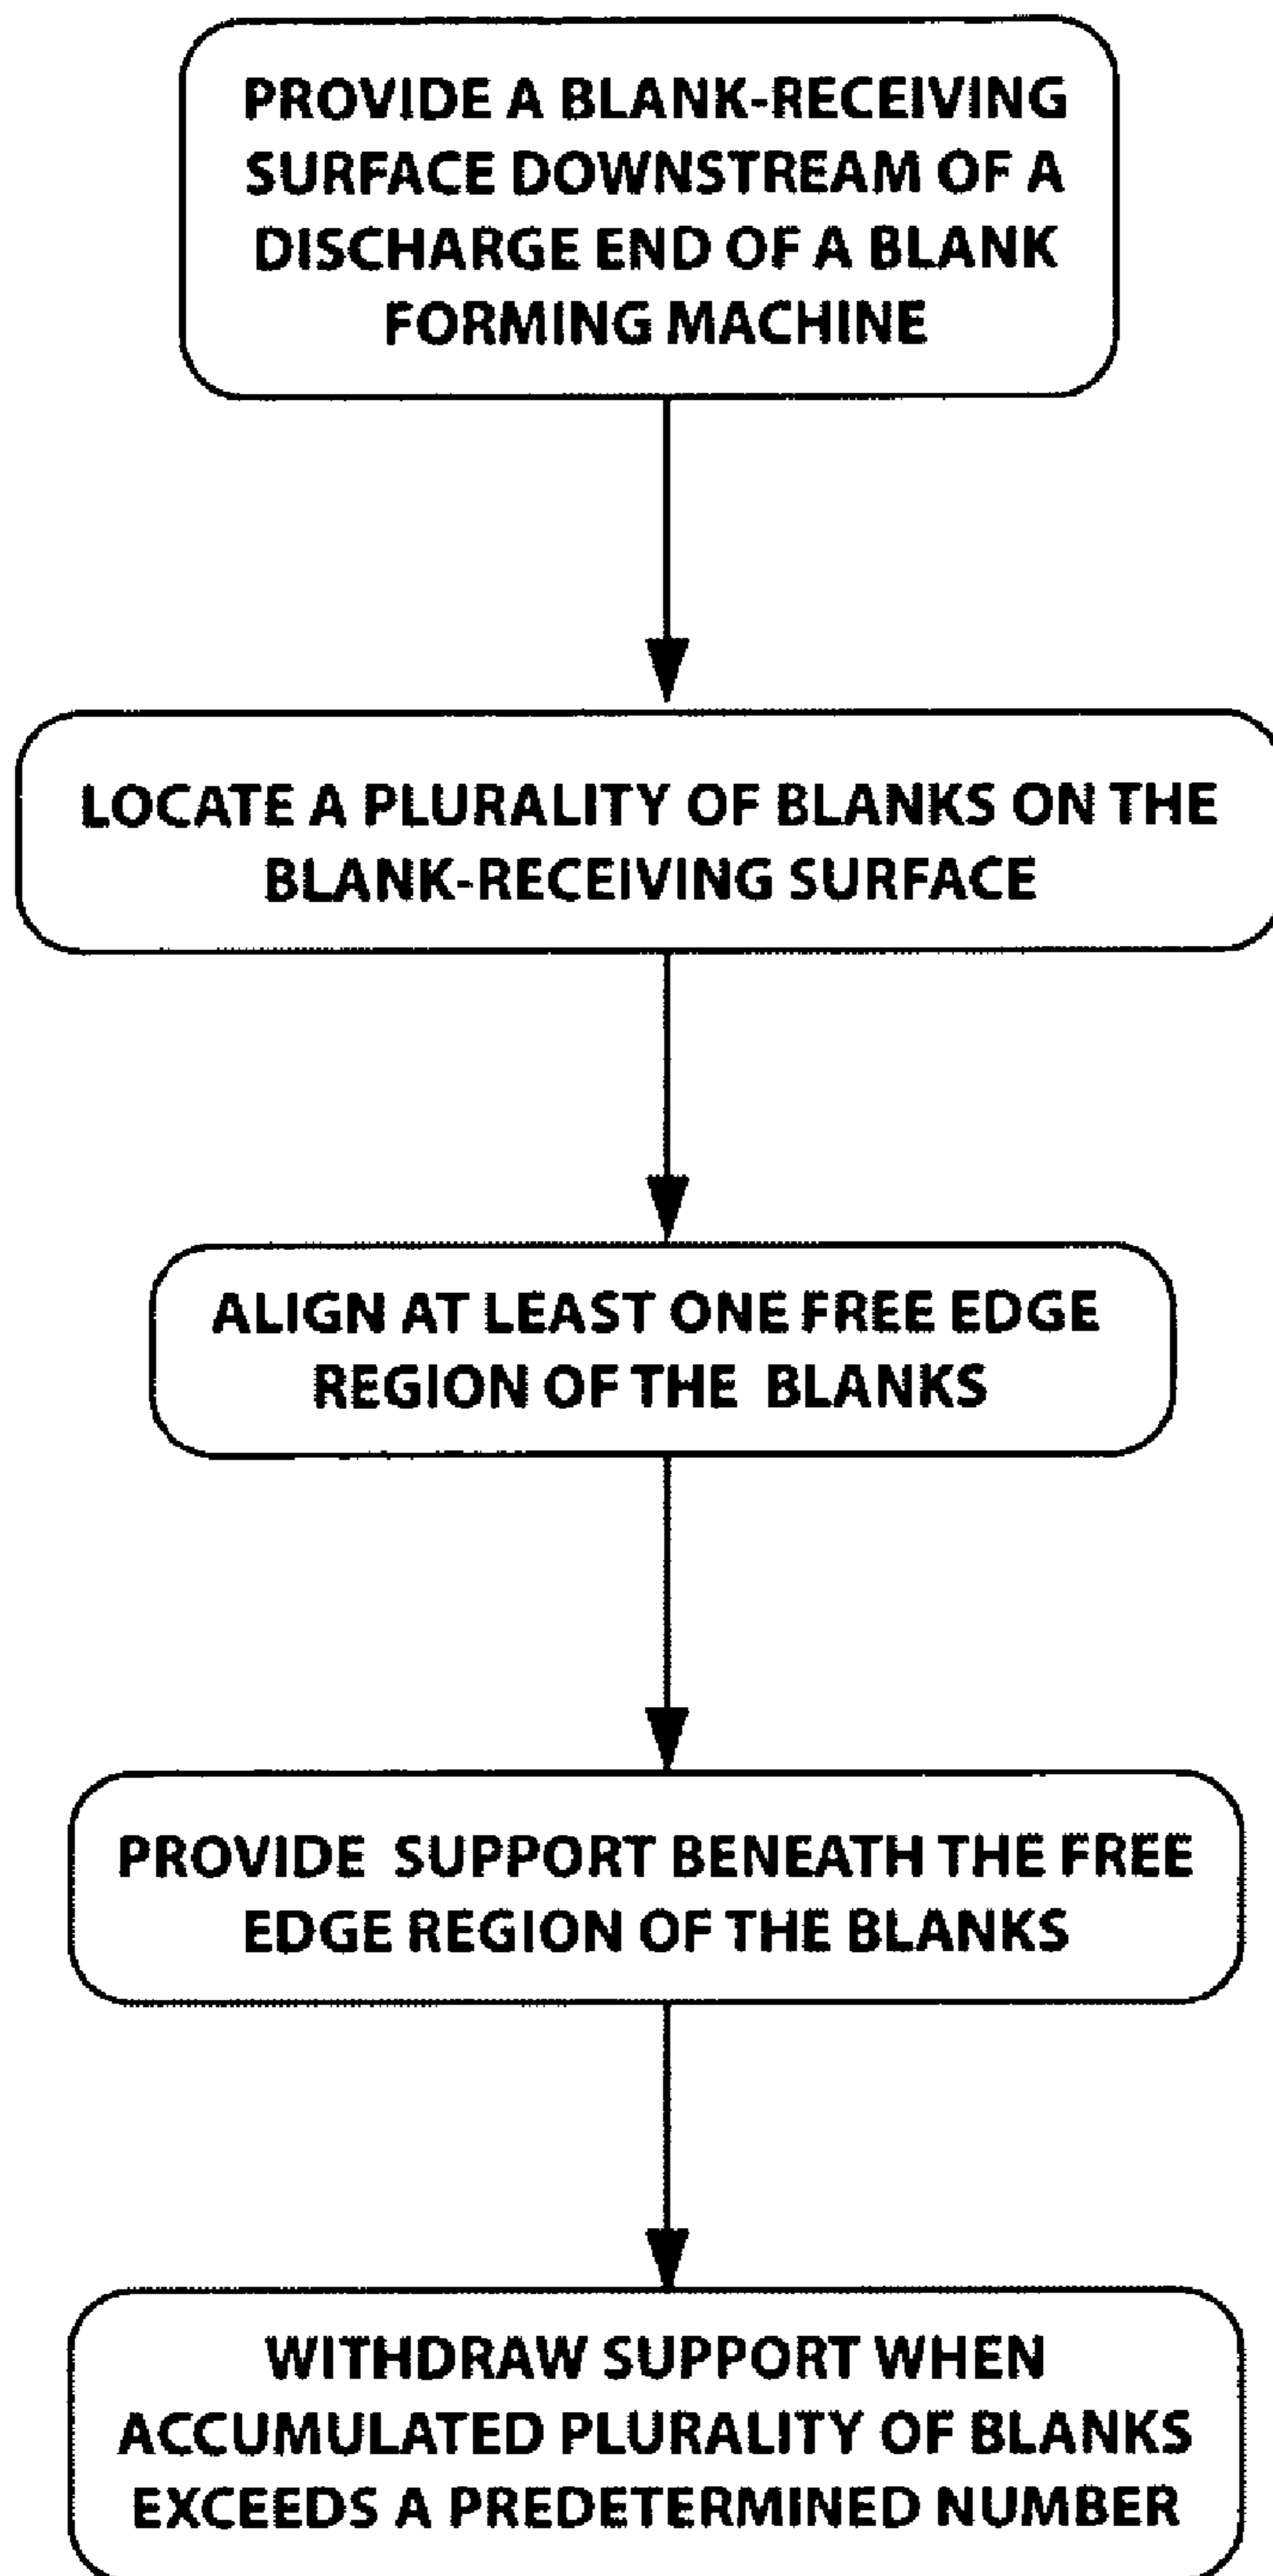 PROVIDE A BLANK-RECEIVING
SURFACE DOWNSTREAM OF A
DISCHARGE END OF A BLANK
FORMING MACHINE
LOCATE A PLURALITY OF BLANKS ON THE
BLANK-RECEIVING SURFACE
ALIGN AT LEAST ONE FREE EDGE
REGION OF THE BLANKS
PROVIDE SUPPORT BENEATH THE FREE
EDGE REGION OF THE BLANKS
WITHDRAW SUPPORT WHEN
ACCUMULATED PLURALITY OF BLANKS
EXCEEDS A PREDETERMINED NUMBER